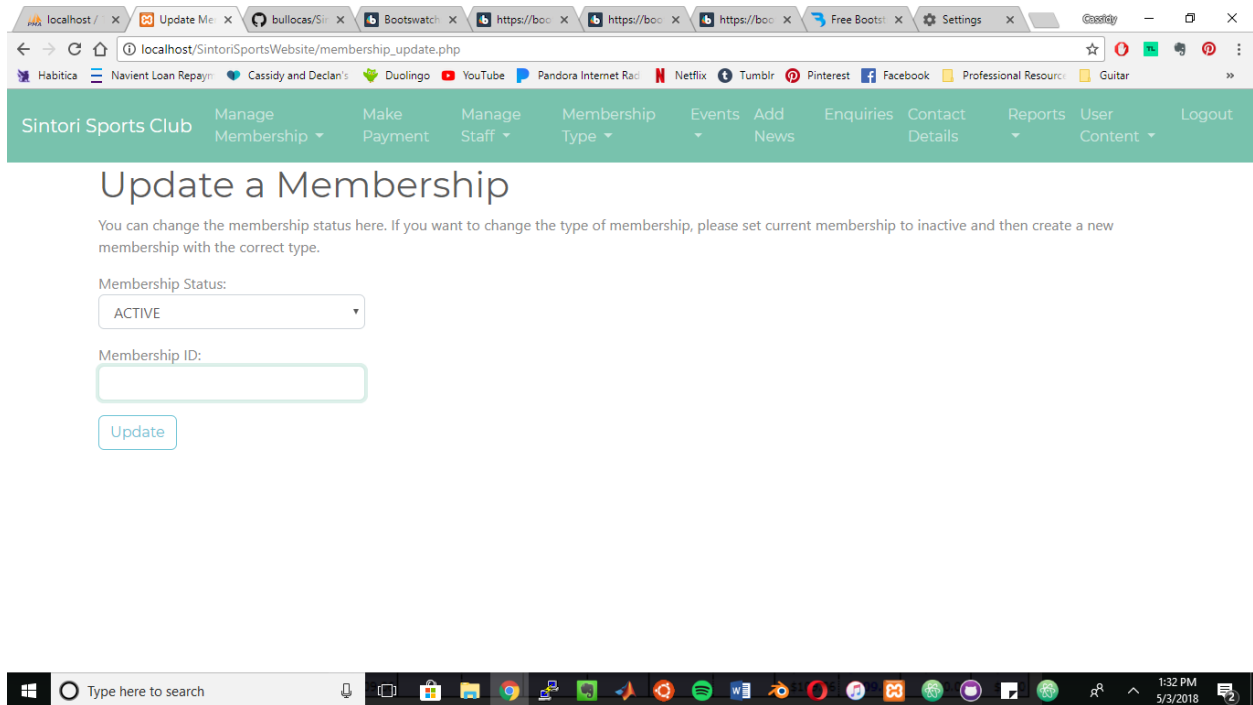 localhost /
Update Me
bullocas/Sir
Bootswatch
https://boo
https://boo
https://boo
Free Bootst
Settings
Cassidy
localhost/SintoriSportsWebsite/membership_update.php
Habitica
Navient Loan Repaym
Cassidy and Declan's
Duolingo
YouTube
Pandora Internet Rad
Netflix
Tumblr
Pinterest
Facebook
Professional Resource
Guitar
»
Sintori Sports Club
Manage Membership
Make Payment
Manage Staff
Membership Type
Events
Add News
Enquiries
Contact Details
Reports
User Content
Logout
Update a Membership
You can change the membership status here. If you want to change the type of membership, please set current membership to inactive and then create a new
membership with the correct type.
Membership Status:
ACTIVE
Membership ID:
Update
Type here to search
1:32 PM
5/3/2018
2